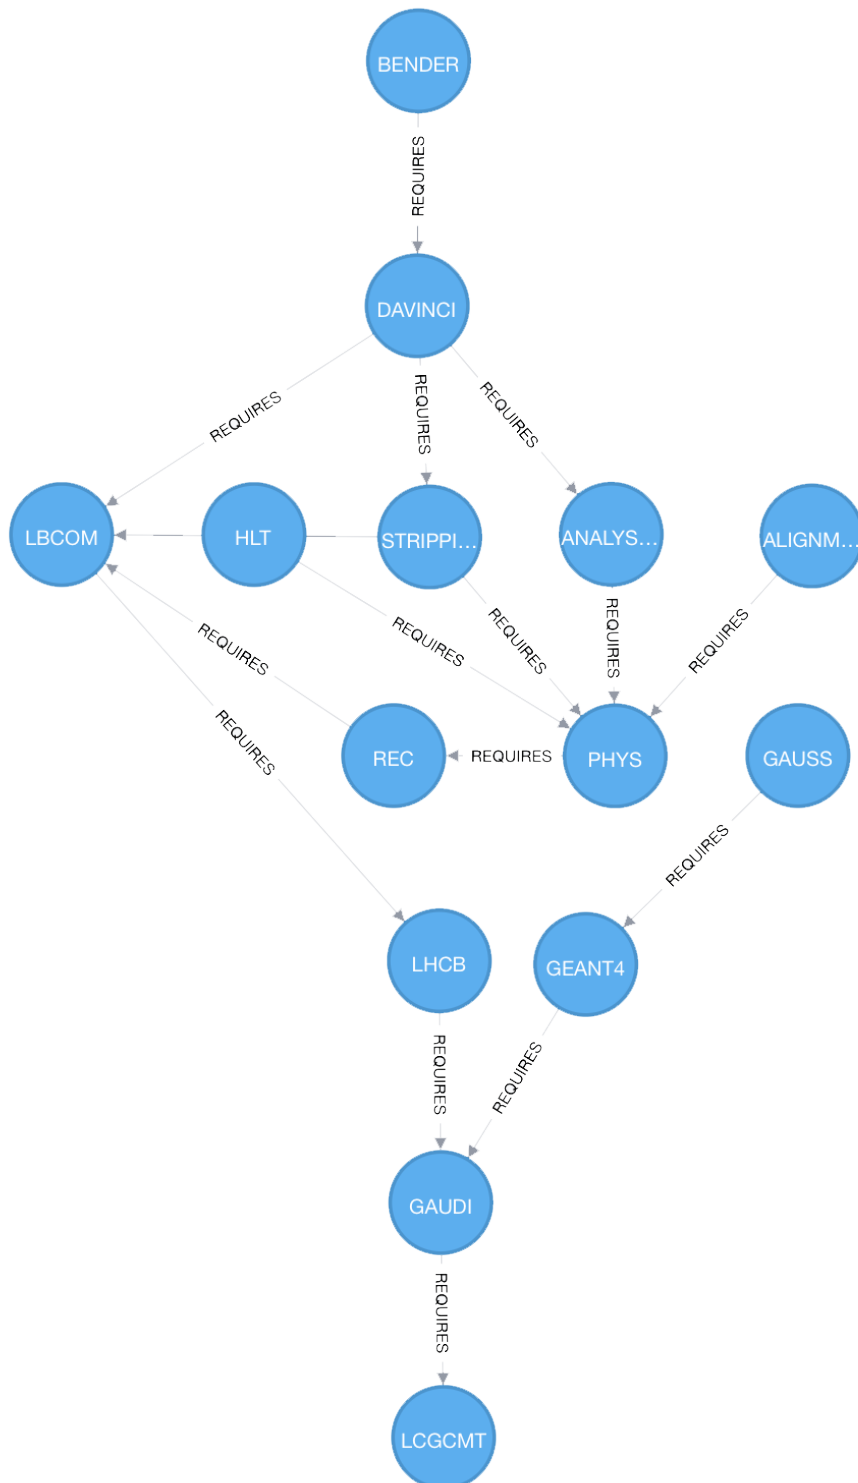 BENDER
REQUIRES
DAVINCI
REQUIRES
REQUIRES
REQUIRES
LBCOM
HLT
STRIPPI...
ANALYS...
ALIGNM...
REQUIRES
REQUIRES
REQUIRES
REQUIRES
REQUIRES
REC
REQUIRES
PHYS
GAUSS
REQUIRES
REQUIRES
LHCB
GEANT4
REQUIRES
REQUIRES
GAUDI
REQUIRES
LCGCMT